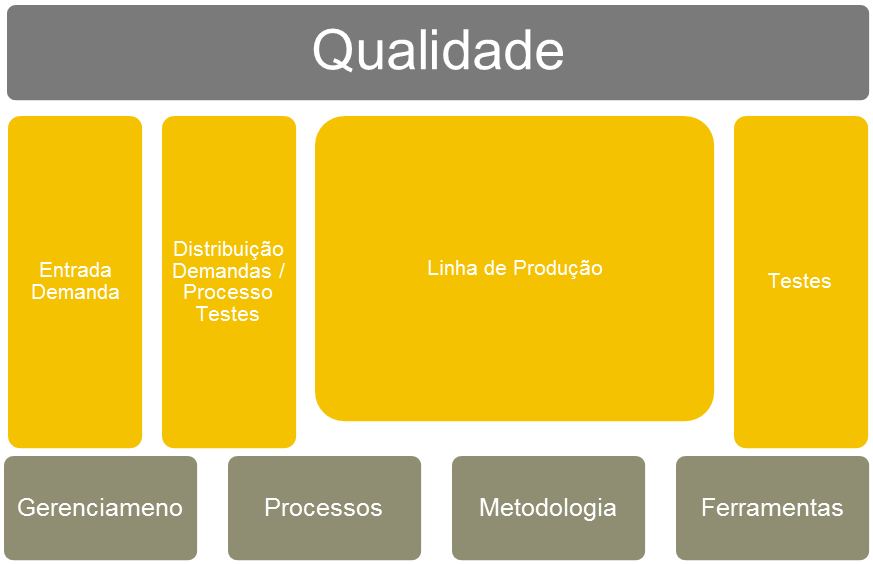 Qualidade
Entrada
Demanda
Distribuição
Demandas /
Processo
Testes
Linha de Produção
Testes
Gerenciameno
Processos
Metodologia
Ferramentas